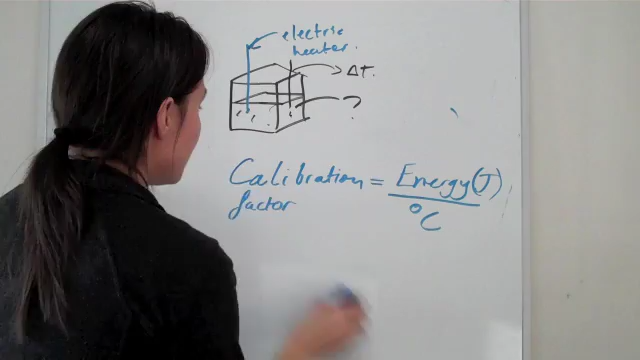 electric
heater.
ΔT.
?
Calibration = Energy(J)
factor °C